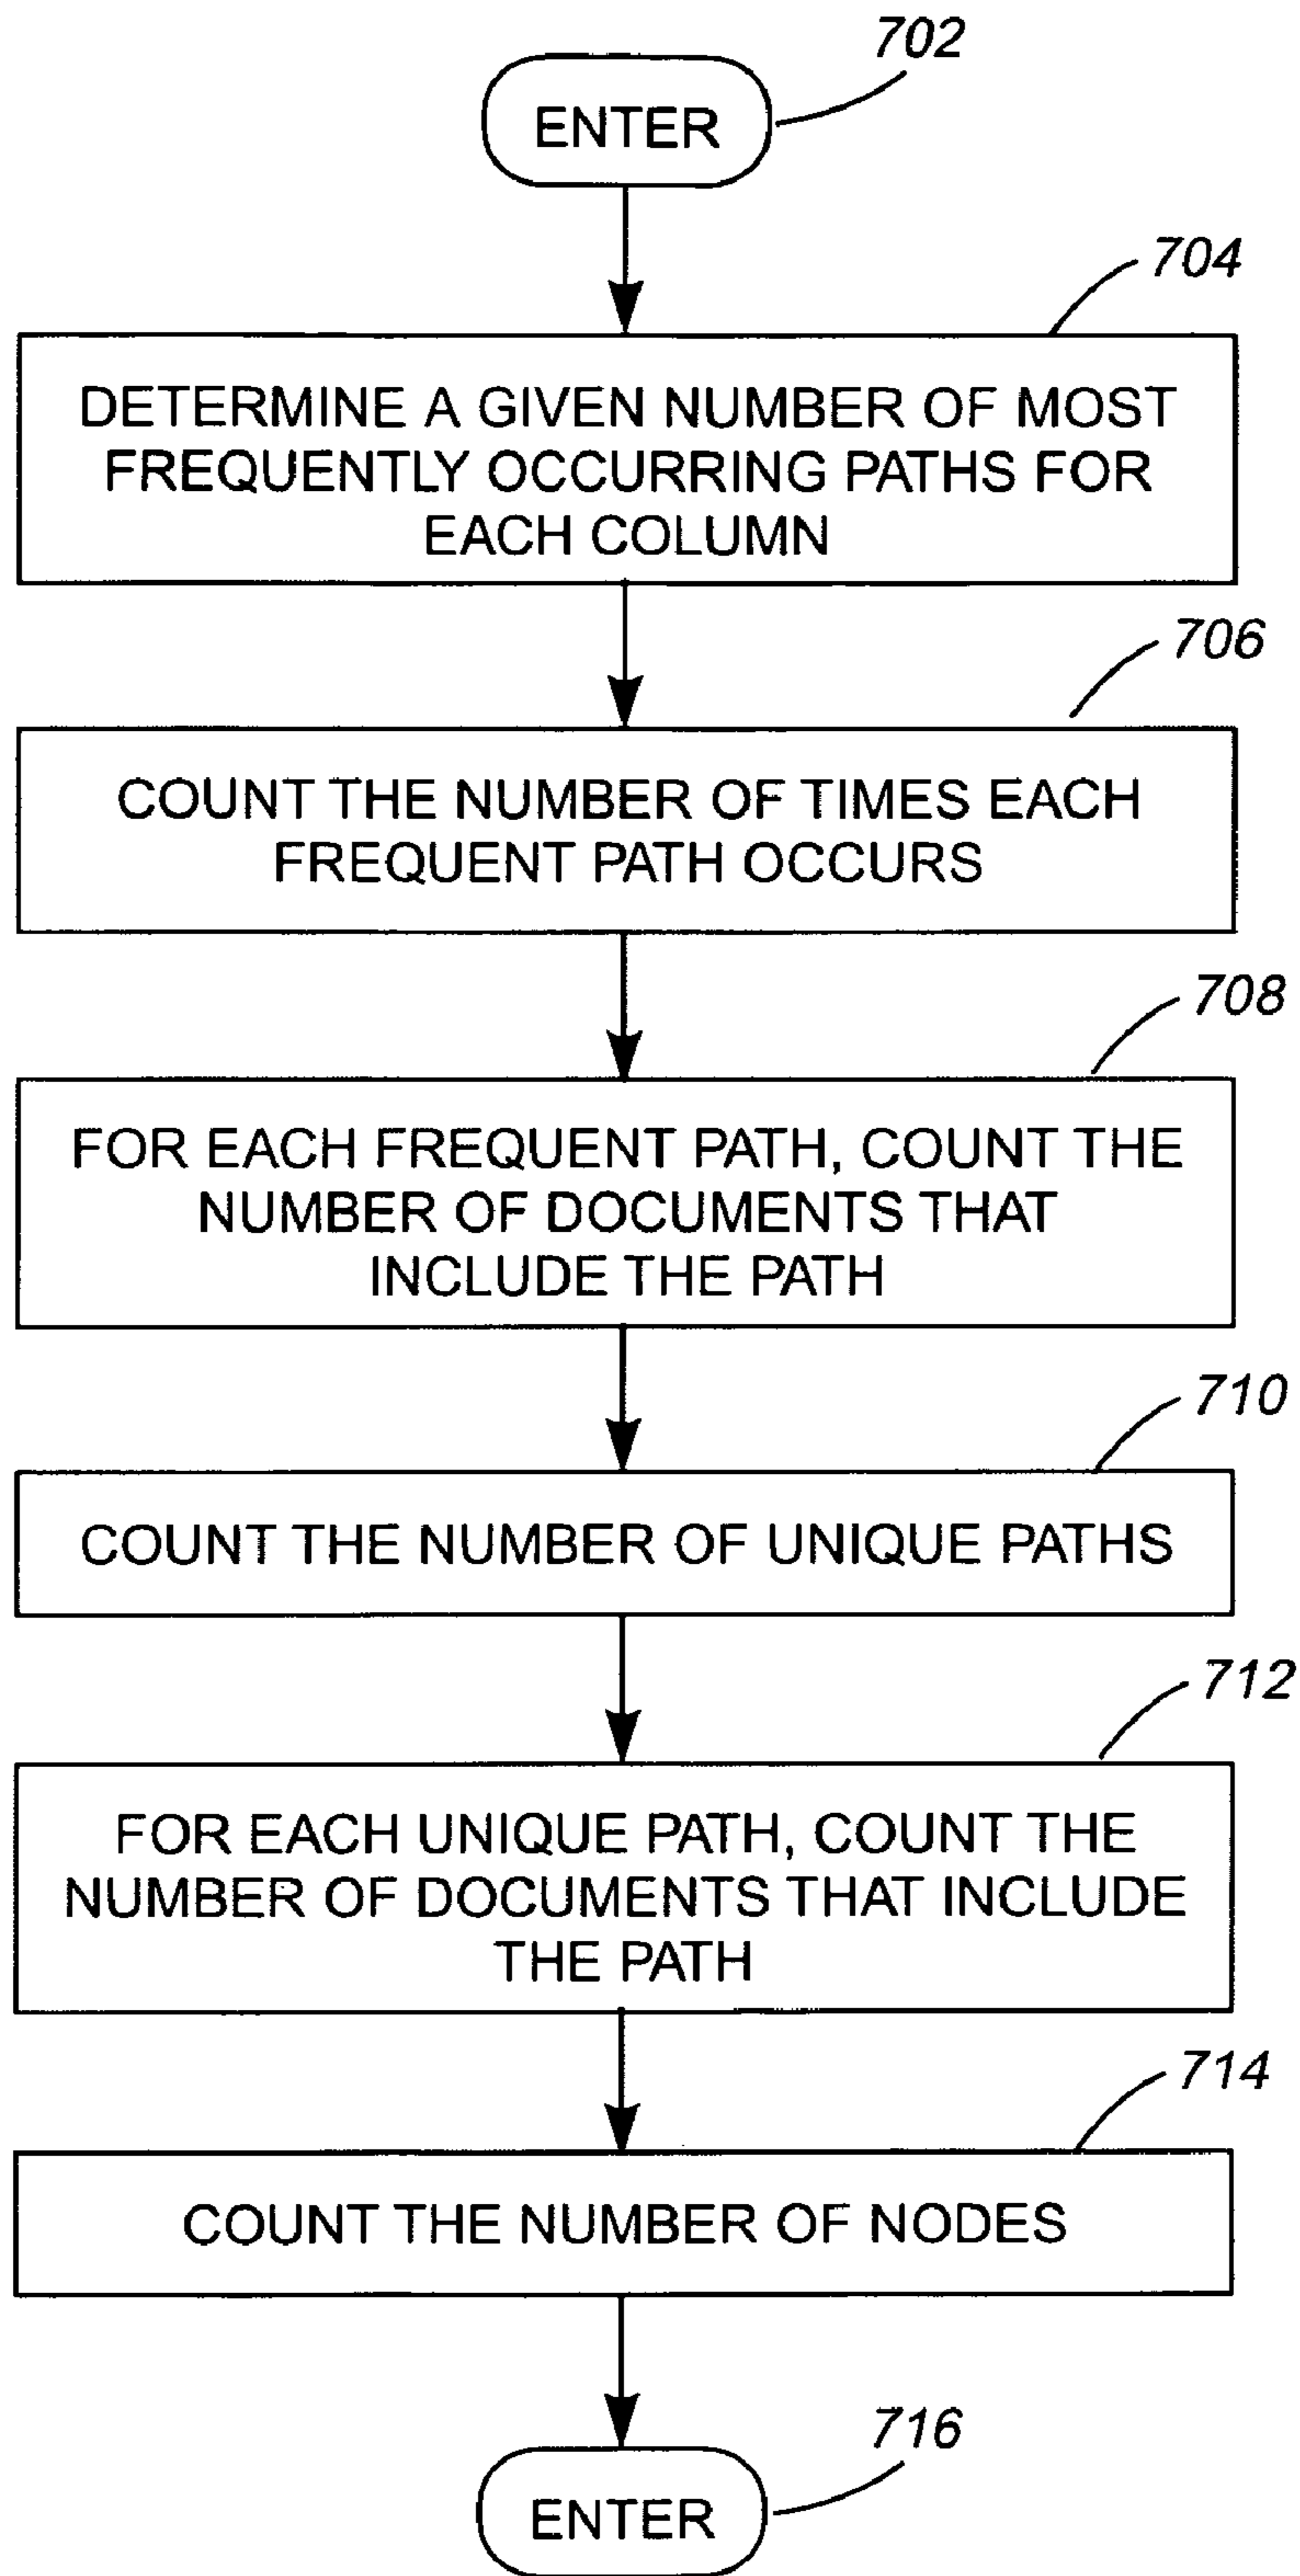 702
ENTER
704
DETERMINE A GIVEN NUMBER OF MOST
FREQUENTLY OCCURRING PATHS FOR
EACH COLUMN
706
COUNT THE NUMBER OF TIMES EACH
FREQUENT PATH OCCURS
708
FOR EACH FREQUENT PATH, COUNT THE
NUMBER OF DOCUMENTS THAT
INCLUDE THE PATH
710
COUNT THE NUMBER OF UNIQUE PATHS
712
FOR EACH UNIQUE PATH, COUNT THE
NUMBER OF DOCUMENTS THAT INCLUDE
THE PATH
714
COUNT THE NUMBER OF NODES
716
ENTER